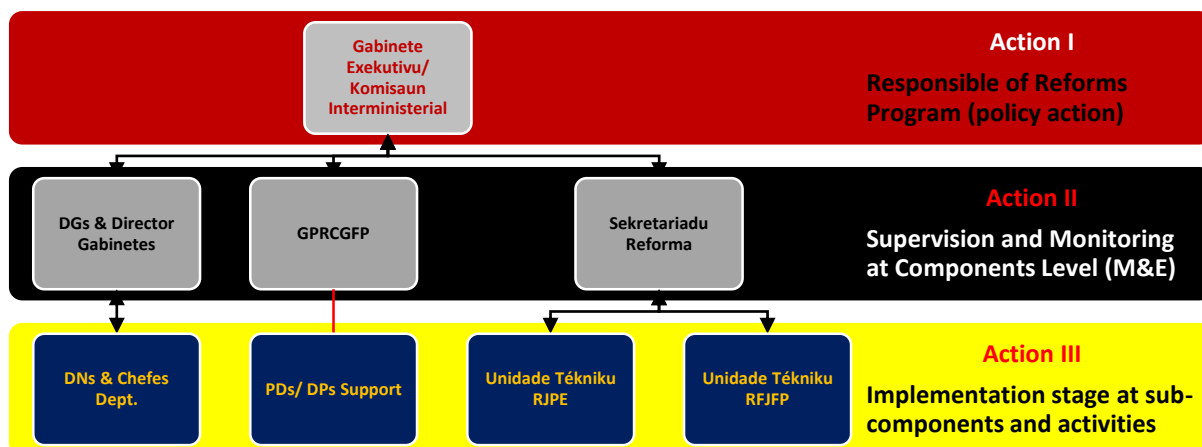 Gabinete
Exekutivu/
Komisaun
Interministerial
Action I
Responsible of Reforms
Program (policy action)
DGs & Director
Gabinetes
GPRCGFP
Sekretariadu
Reforma
Action II
Supervision and Monitoring
at Components Level (M&E)
DNs & Chefes
Dept.
PDs/ DPs Support
Unidade Tékniku
RJPE
Unidade Tékniku
RFJFP
Action III
Implementation stage at sub-
components and activities